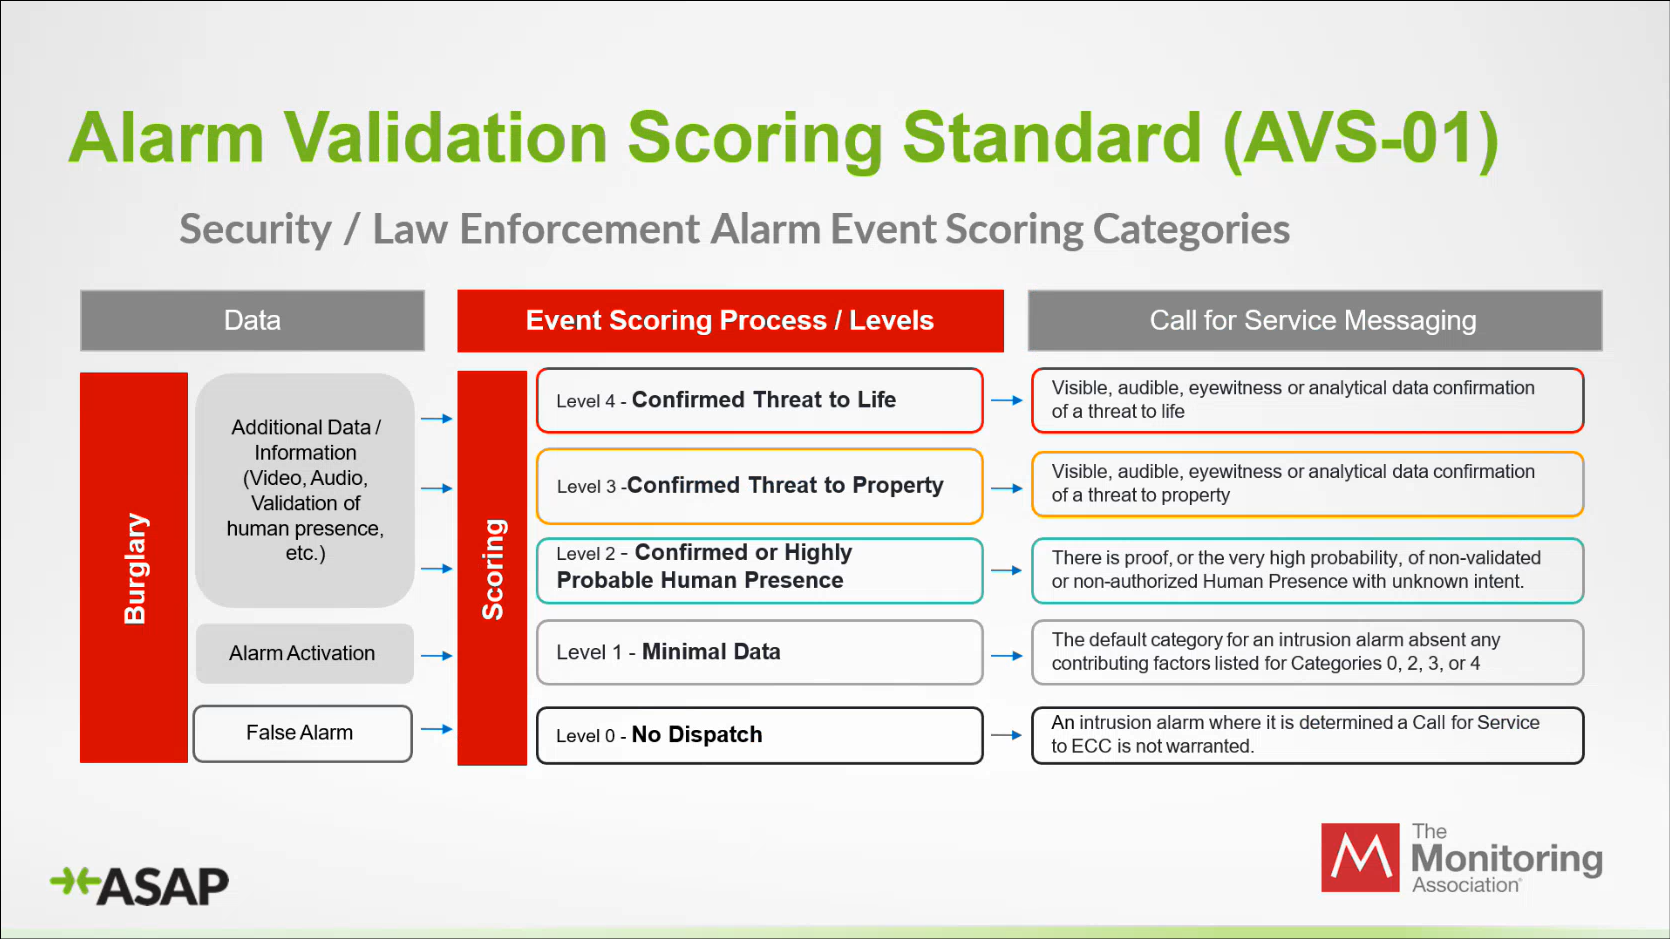 Alarm Validation Scoring Standard (AVS-01)
Security / Law Enforcement Alarm Event Scoring Categories
Data
Event Scoring Process / Levels
Call for Service Messaging
Burglary
Additional Data /
Information
(Video, Audio,
Validation of
human presence,
etc.)
Alarm Activation
False Alarm
Scoring
Level 4 - Confirmed Threat to Life
Visible, audible, eyewitness or analytical data confirmation
of a threat to life
Level 3 -Confirmed Threat to Property
Visible, audible, eyewitness or analytical data confirmation
of a threat to property
Level 2 - Confirmed or Highly
Probable Human Presence
There is proof, or the very high probability, of non-validated
or non-authorized Human Presence with unknown intent.
Level 1 - Minimal Data
The default category for an intrusion alarm absent any
contributing factors listed for Categories 0, 2, 3, or 4
Level 0 - No Dispatch
An intrusion alarm where it is determined a Call for Service
to ECC is not warranted.
ASAP
The
Monitoring
Association